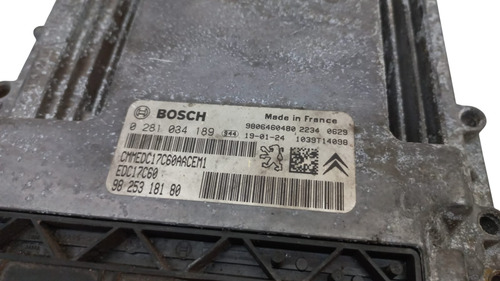 BOSCH
Made in France
0 281 034 189 S44 19-01-24 1039T14098
9806460480 2234 0629
CMMEDC17C60AACEM1
EDC17C60
98 253 181 80